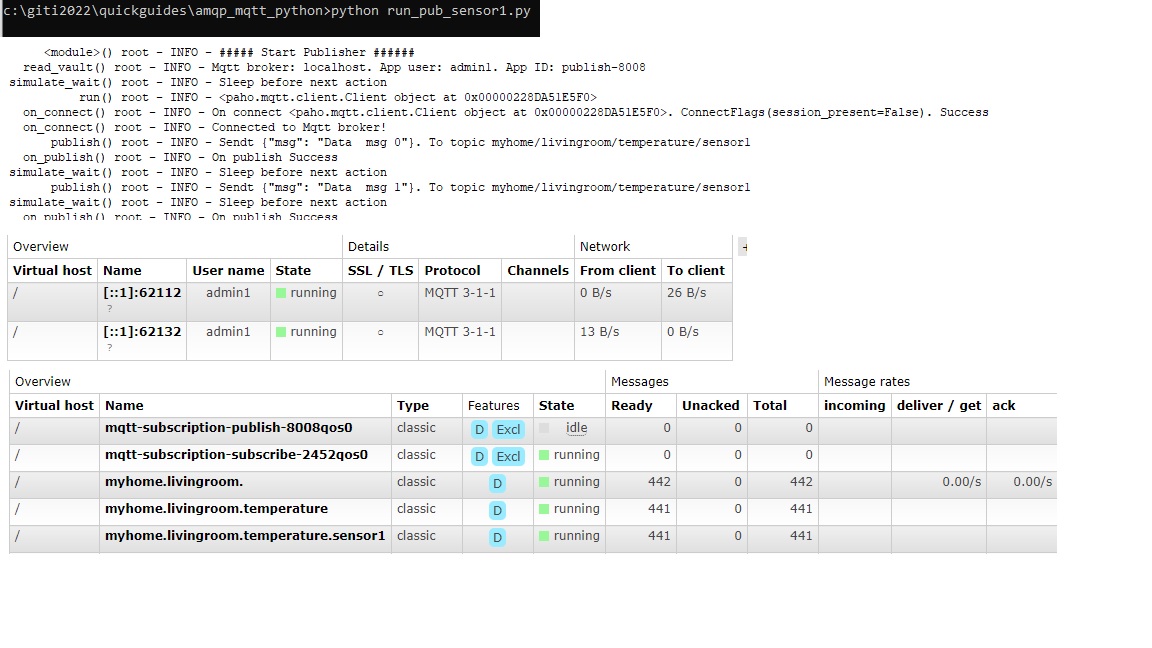 c:\giti2022\quickguides\amqp_mqtt_python>python run_pub_sensor1.py
<module>() root - INFO - ##### Start Publisher ######
read_vault() root - INFO - Mqtt broker: localhost. App user: admin1. App ID: publish-8008
simulate_wait() root - INFO - Sleep before next action
run() root - INFO - <paho.mqtt.client.Client object at 0x00000228DA51E5F0>
on_connect() root - INFO - On connect <paho.mqtt.client.Client object at 0x00000228DA51E5F0>. ConnectFlags(session_present=False). Success
on_connect() root - INFO - Connected to Mqtt broker!
publish() root - INFO - Sendt {"msg": "Data  msg 0"}. To topic myhome/livingroom/temperature/sensor1
on_publish() root - INFO - On publish Success
simulate_wait() root - INFO - Sleep before next action
publish() root - INFO - Sendt {"msg": "Data  msg 1"}. To topic myhome/livingroom/temperature/sensor1
simulate_wait() root - INFO - Sleep before next action
on_publish() root - INFO - On publish Success
Overview Details Network +
Virtual host Name User name State SSL / TLS Protocol Channels From client To client
/ [::1]:62112 admin1 running ○ MQTT 3-1-1 0 B/s 26 B/s
?
/ [::1]:62132 admin1 running ○ MQTT 3-1-1 13 B/s 0 B/s
?
Overview Messages Message rates
Virtual host Name Type Features State Ready Unacked Total incoming deliver / get ack
/ mqtt-subscription-publish-8008qos0 classic D Excl idle 0 0 0
/ mqtt-subscription-subscribe-2452qos0 classic D Excl running 0 0 0
/ myhome.livingroom. classic D running 442 0 442 0.00/s 0.00/s
/ myhome.livingroom.temperature classic D running 441 0 441
/ myhome.livingroom.temperature.sensor1 classic D running 441 0 441